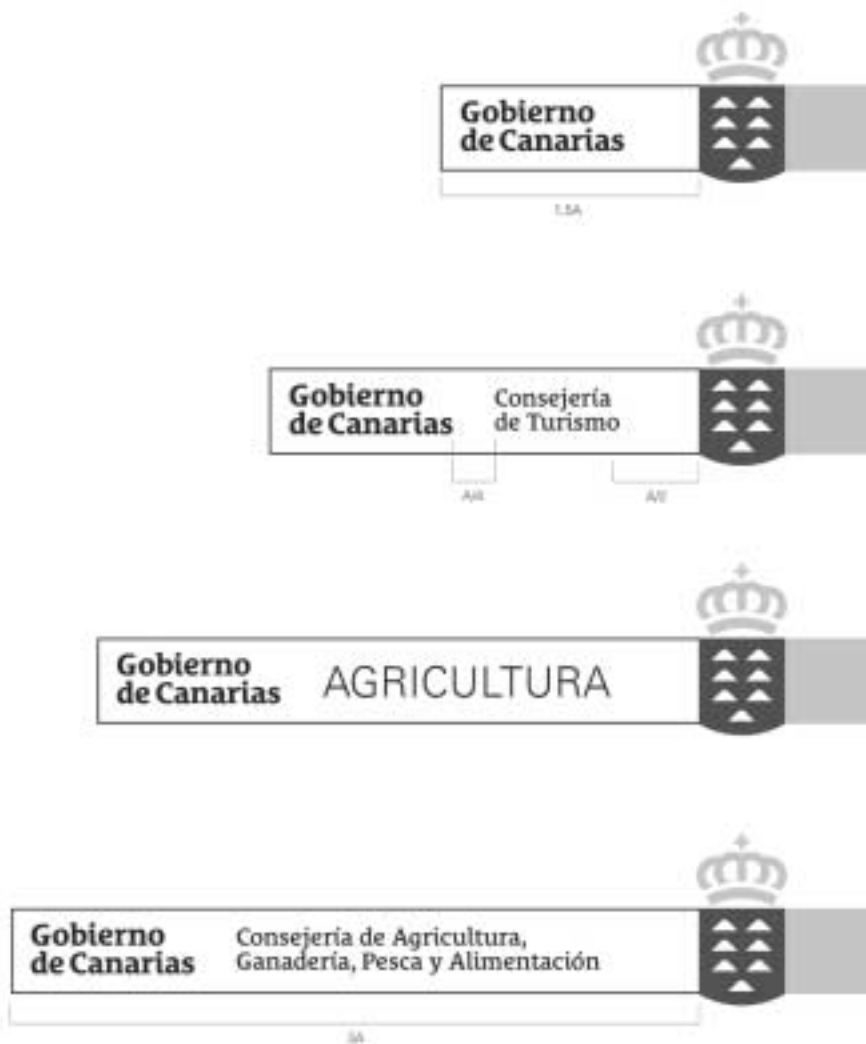 Gobierno
de Canarias
1.5A
Gobierno
de Canarias
Consejería
de Turismo
A/4
Gobierno
de Canarias
AGRICULTURA
Gobierno
de Canarias
Consejería de Agricultura,
Ganadería, Pesca y Alimentación